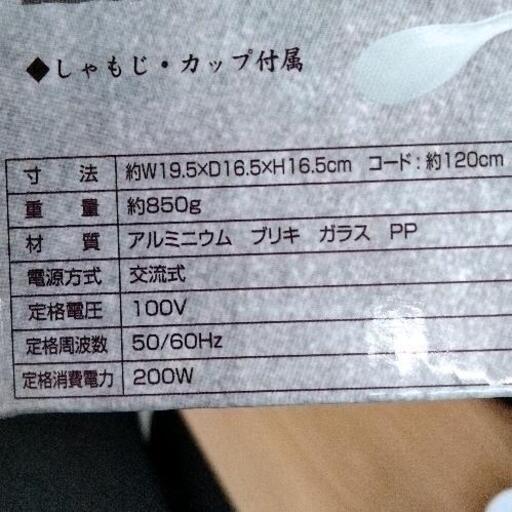 ◆しゃもじ・カップ付属
寸法 約W19.5×D16.5×H16.5cm コード:約120cm
重量 約850g
材質 アルミニウム ブリキ ガラス PP
電源方式 交流式
定格電圧 100V
定格周波数 50/60Hz
定格消費電力 200W